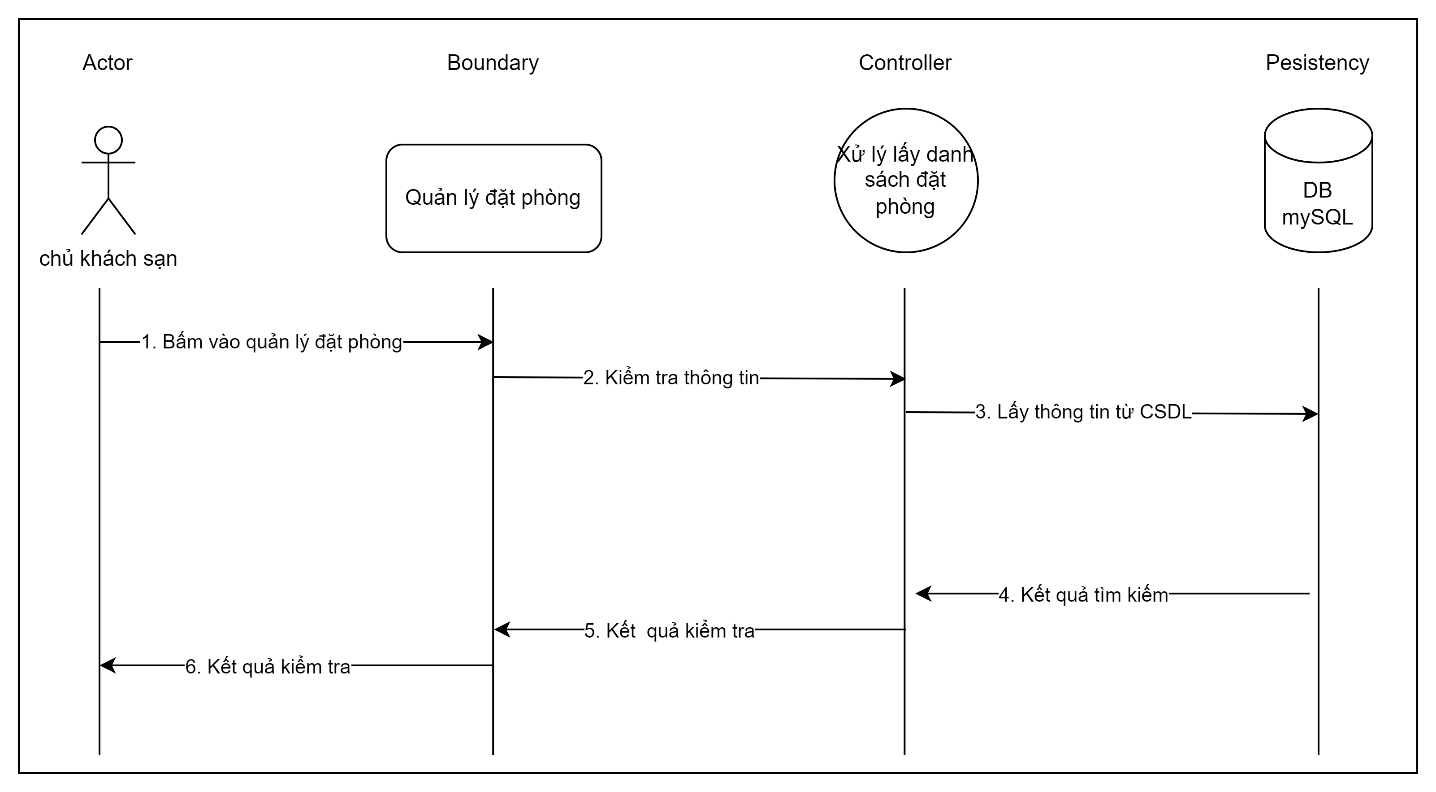 Actor
Boundary
Controller
Pesistency
chủ khách sạn
Quản lý đặt phòng
Xử lý lấy danh
sách đặt
phòng
DB
mySQL
1. Bấm vào quản lý đặt phòng
2. Kiểm tra thông tin
3. Lấy thông tin từ CSDL
4. Kết quả tìm kiếm
5. Kết  quả kiểm tra
6. Kết quả kiểm tra